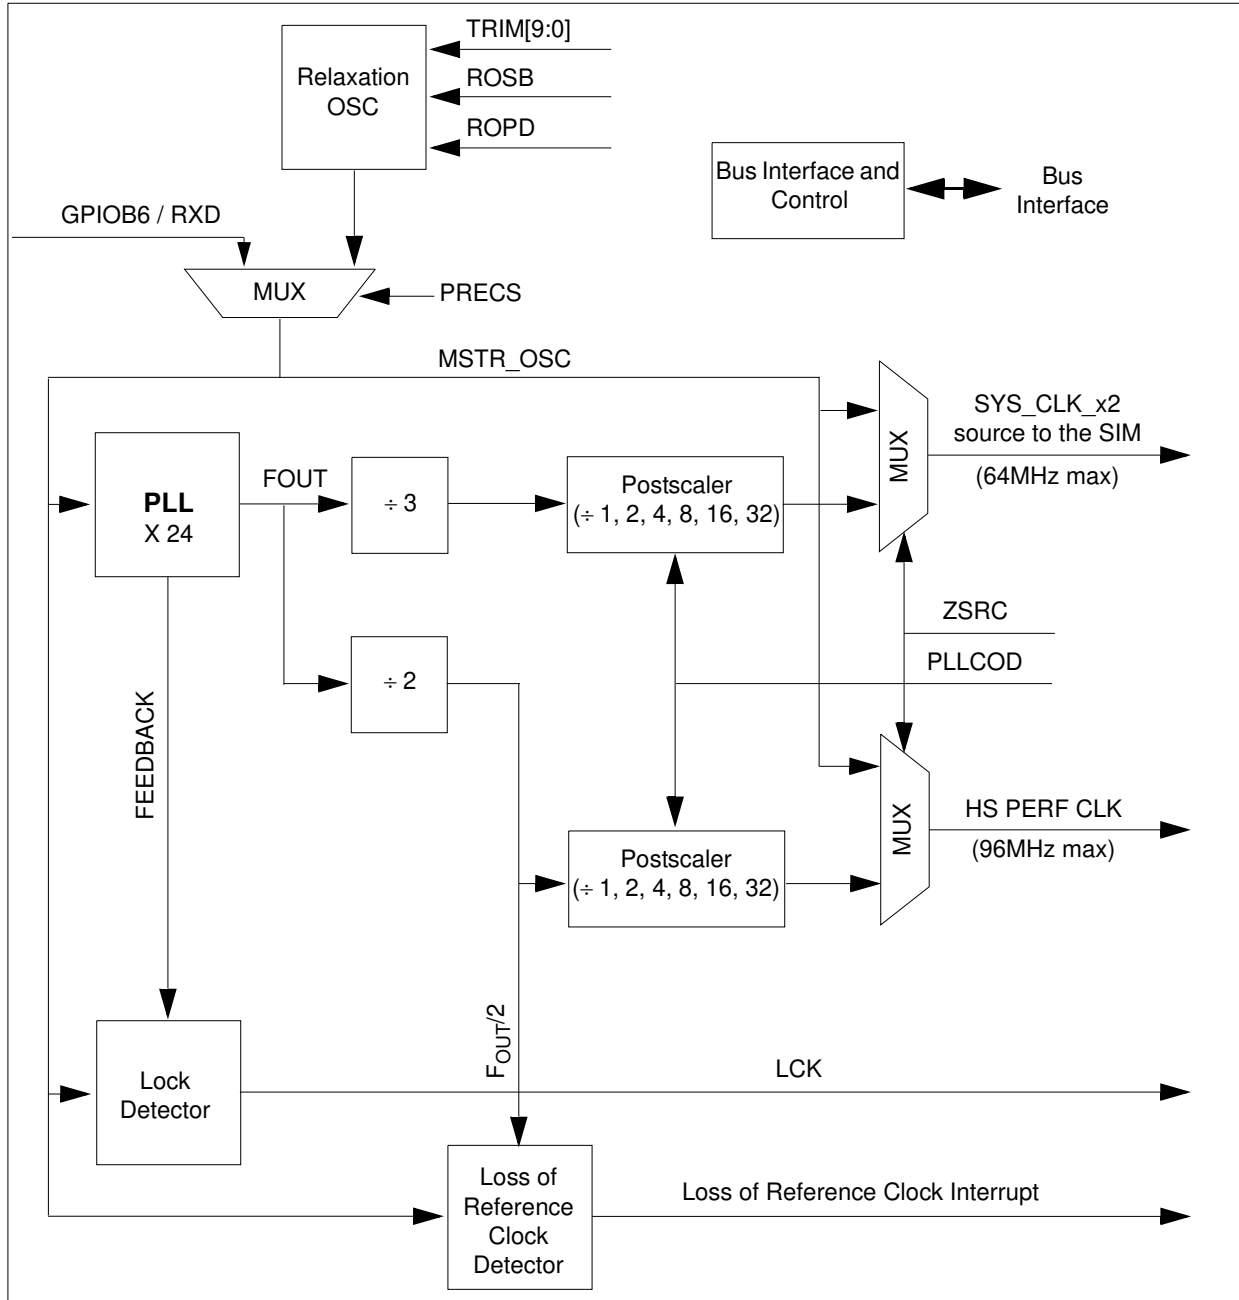 TRIM[9:0]
Relaxation
OSC
ROSB
ROPD
Bus Interface and
Control
Bus
Interface
GPIOB6 / RXD
MUX
PRECS
MSTR_OSC
SYS_CLK_x2
source to the SIM
(64MHz max)
MUX
PLL
X 24
FOUT
÷ 3
Postscaler
(÷ 1, 2, 4, 8, 16, 32)
ZSRC
PLLCOD
÷ 2
FEEDBACK
HS PERF CLK
(96MHz max)
MUX
Postscaler
(÷ 1, 2, 4, 8, 16, 32)
FOUT/2
Lock
Detector
LCK
Loss of
Reference
Clock
Detector
Loss of Reference Clock Interrupt